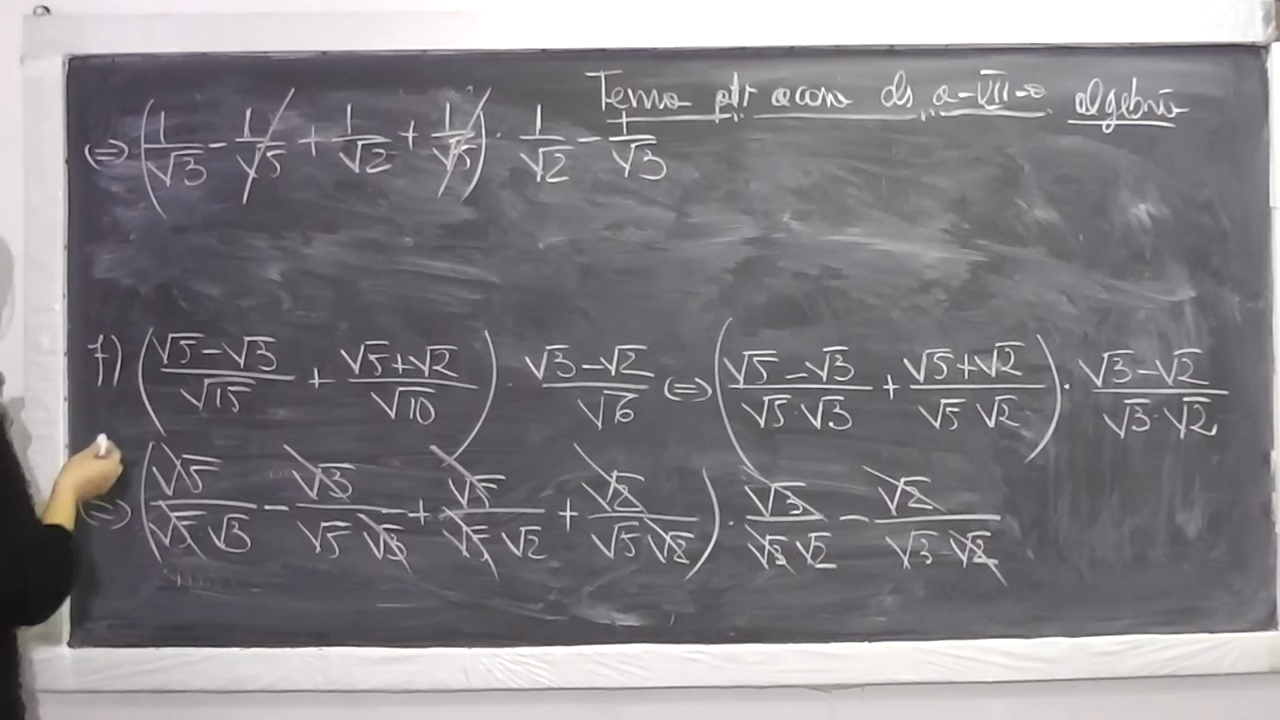 Tema ptr acasă ds a-VII-a algebră
⇔ (1/√3 - 1/√5 + 1/√2 + 1/√5) · 1/√2 - 1/√3
f) ((√5-√3)/√15 + (√5+√2)/√10) · (√3-√2)/√6 ⇔ ((√5-√3)/(√5·√3) + (√5+√2)/(√5 √2)) · (√3-√2)/(√3·√2)
⇔ (√5/(√5·√3) - √3/(√5 √3) + √5/(√5 √2) + √2/(√5 √2)) · √3/(√3 √2) - √2/(√3·√2)